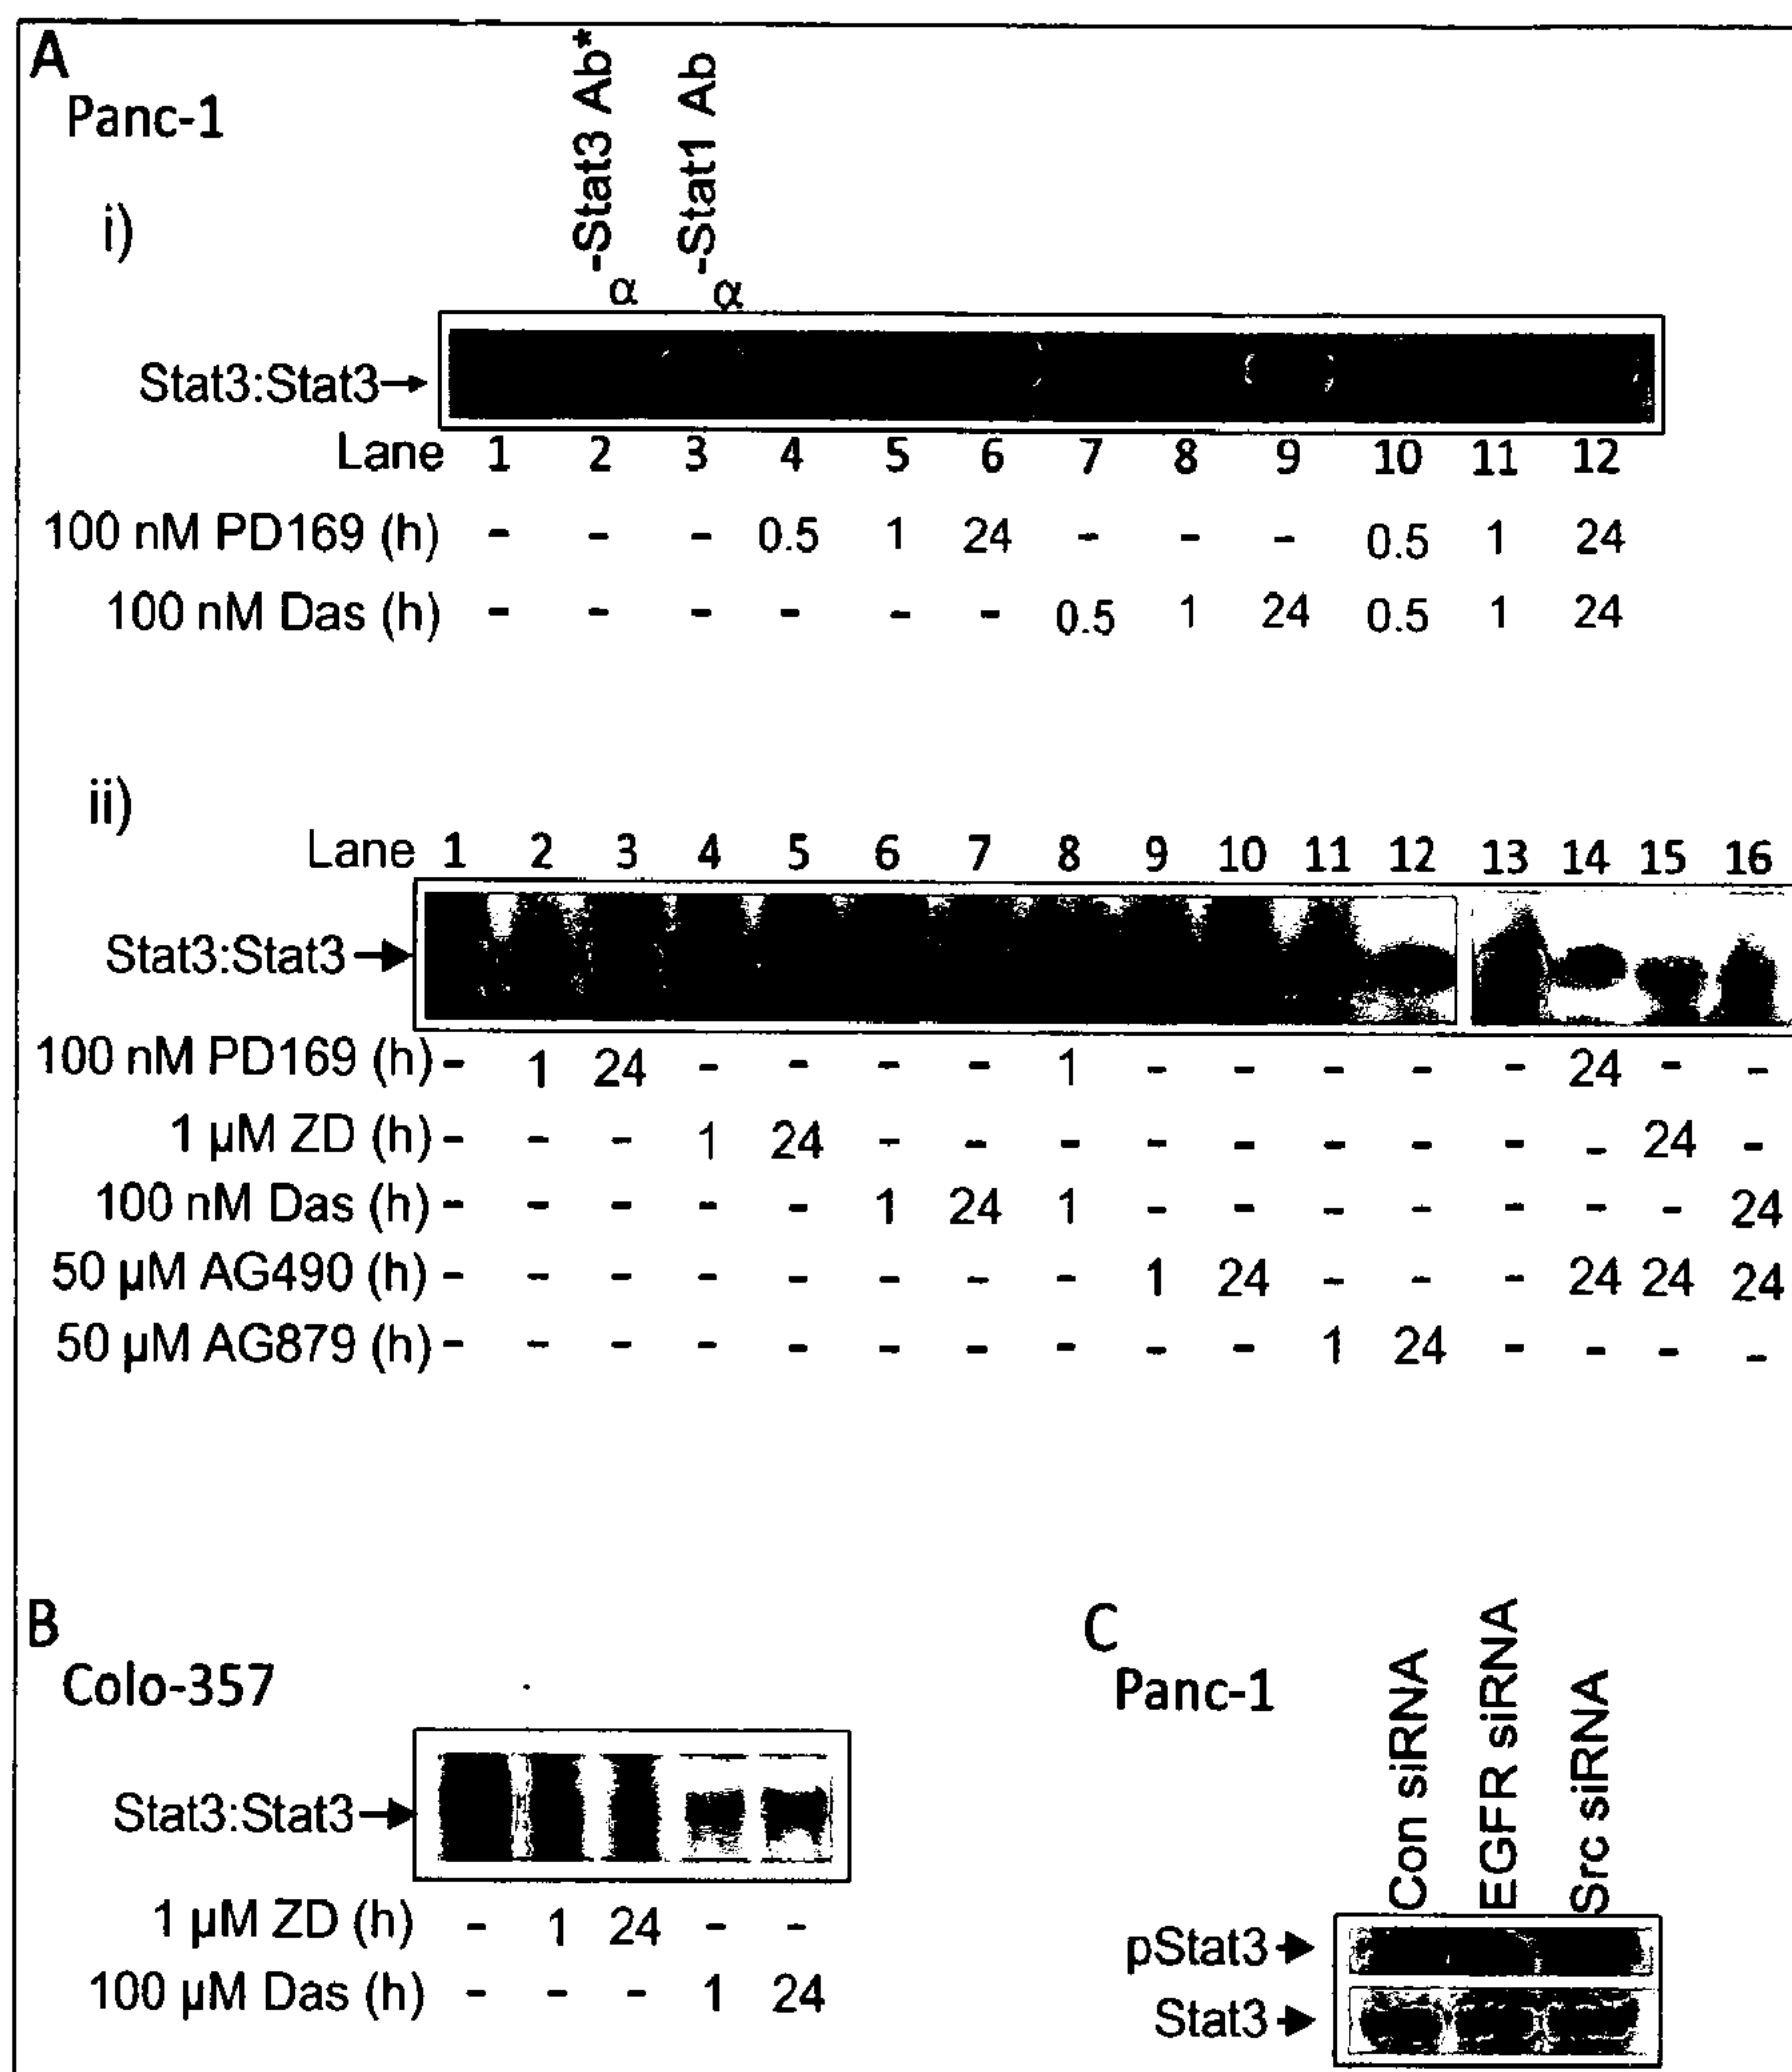 A
Panc-1
α-Stat3 Ab*
α-Stat1 Ab
i)
Stat3:Stat3
Lane 1 2 3 4 5 6 7 8 9 10 11 12
100 nM PD169 (h) - - - 0.5 1 24 - - - 0.5 1 24
100 nM Das (h) - - - - - - 0.5 1 24 0.5 1 24
ii)
Lane 1 2 3 4 5 6 7 8 9 10 11 12 13 14 15 16
Stat3:Stat3
100 nM PD169 (h) - 1 24 - - - - 1 - - - - - 24 - -
1 µM ZD (h) - - - 1 24 - - - - - - - - - 24 -
100 nM Das (h) - - - - - 1 24 1 - - - - - - - 24
50 µM AG490 (h) - - - - - - - - 1 24 - - - 24 24 24
50 µM AG879 (h) - - - - - - - - - - 1 24 - - - -
B
Colo-357
Stat3:Stat3
1 µM ZD (h) - 1 24 - -
100 µM Das (h) - - - 1 24
C
Panc-1
Con siRNA
EGFR siRNA
Src siRNA
pStat3
Stat3